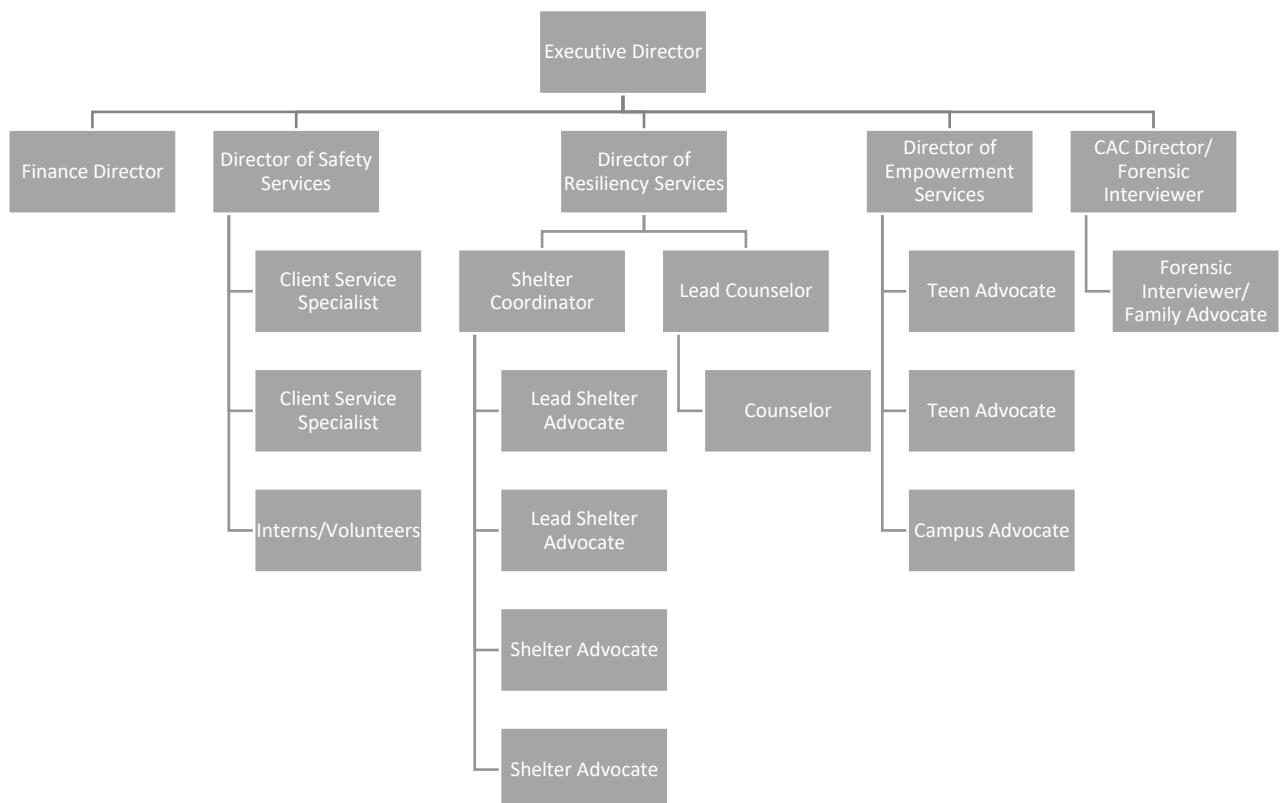 Executive Director
Finance Director
Director of Safety
Services
Director of
Resiliency Services
Director of
Empowerment
Services
CAC Director/
Forensic
Interviewer
Client Service
Specialist
Shelter
Coordinator
Lead Counselor
Teen Advocate
Forensic
Interviewer/
Family Advocate
Client Service
Specialist
Lead Shelter
Advocate
Counselor
Teen Advocate
Interns/Volunteers
Lead Shelter
Advocate
Campus Advocate
Shelter Advocate
Shelter Advocate